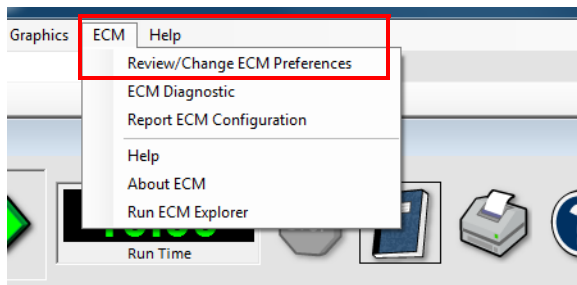 Graphics ECM Help
Review/Change ECM Preferences
ECM Diagnostic
Report ECM Configuration
Help
About ECM
Run ECM Explorer
Run Time